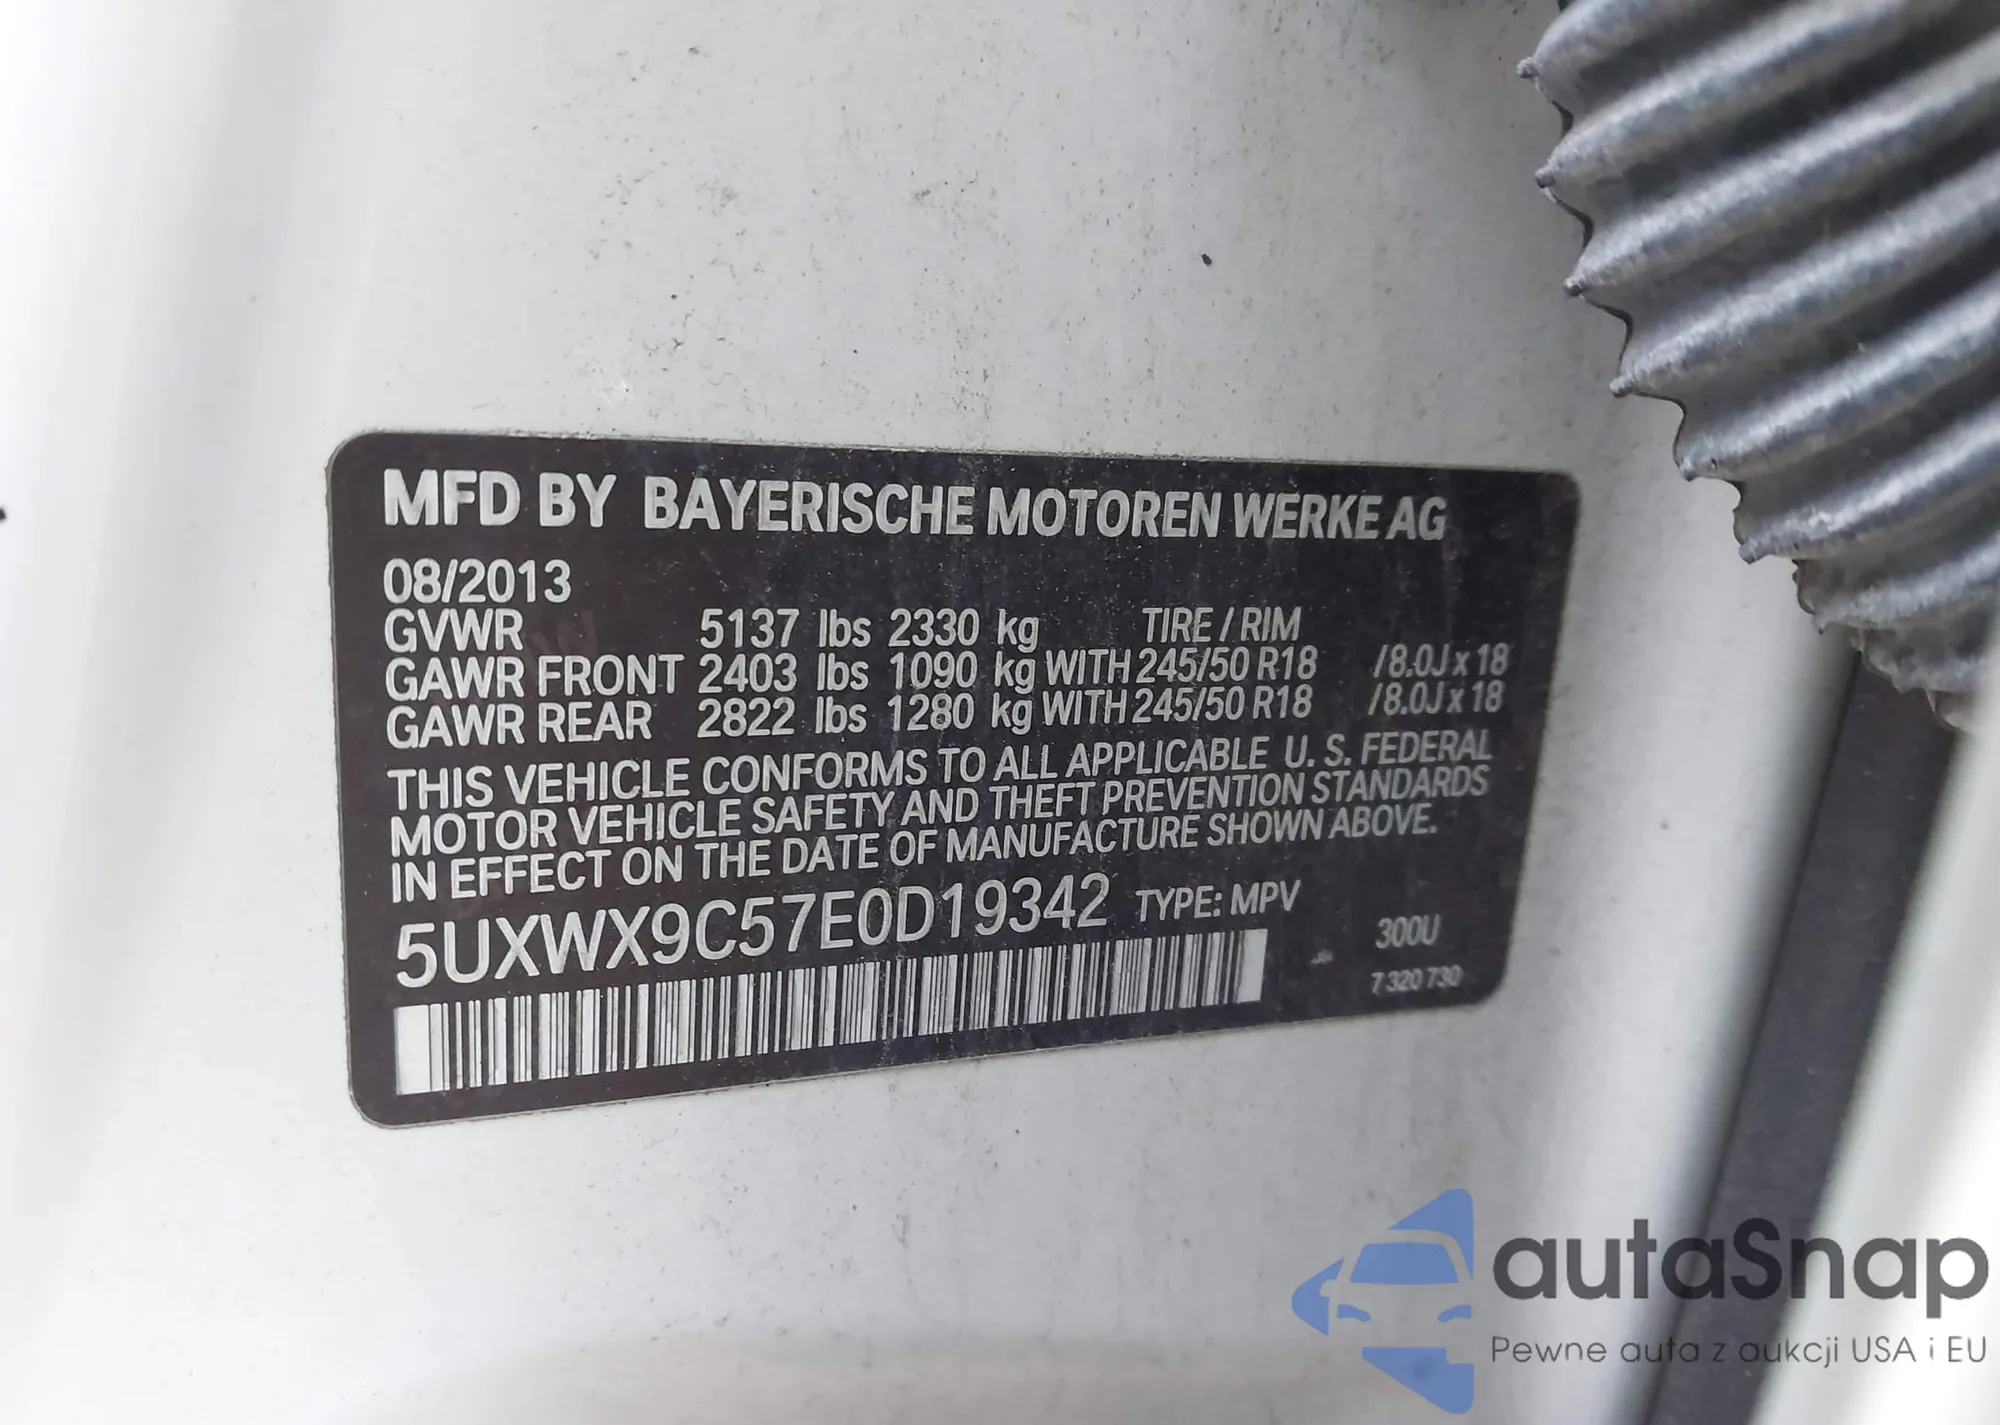 MFD BY BAYERISCHE MOTOREN WERKE AG
08/2013
GVWR 5137 lbs 2330 kg TIRE / RIM
GAWR FRONT 2403 lbs 1090 kg WITH 245/50 R18 /8.0J x 18
GAWR REAR 2822 lbs 1280 kg WITH 245/50 R18 /8.0J x 18
THIS VEHICLE CONFORMS TO ALL APPLICABLE U. S. FEDERAL
MOTOR VEHICLE SAFETY AND THEFT PREVENTION STANDARDS
IN EFFECT ON THE DATE OF MANUFACTURE SHOWN ABOVE.
5UXWX9C57E0D19342 TYPE: MPV
300U
7 320 730
autaSnap
Pewne auta z aukcji USA i EU